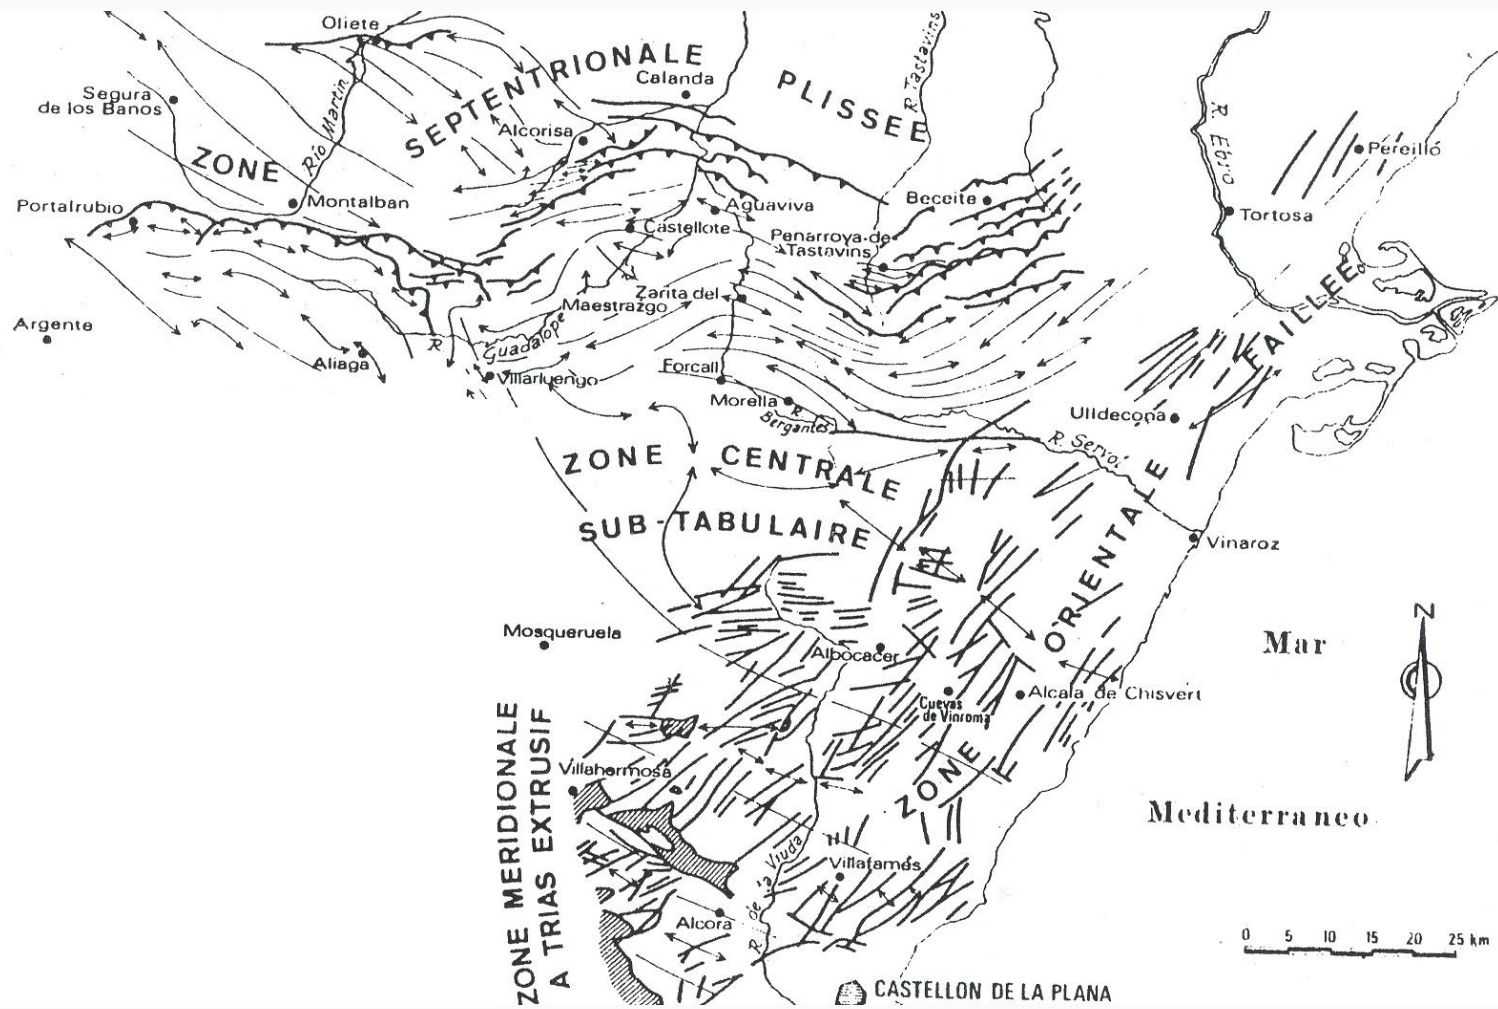 Oliete
SEPTENTRIONALE
Calanda
PLISSEE
R. Tastavins
Segura
de los Banos
Rio Martin
Alcorisa
ZONE
R. Ebro
Pereilló
Portalrubio
Montalban
Aguaviva
Beceite
Tortosa
Castellote
Penarroya-de-
Tastavins
Zarita del
Maestrazgo
FAILLEE
Argente
R
Guadalope
Aliaga
Villarluengo
Forcall
Morella
R.
Bergantes
Ulldecona
R. Servol
ZONE CENTRALE
SUB-TABULAIRE
ORIENTALE
Vinaroz
N
Mosqueruela
Albocacer
Mar
Cuevas
de Vinroma
Alcala de Chisvert
ZONE
ZONE MERIDIONALE
A TRIAS EXTRUSIF
Villahermosa
Mediterraneo
R. de la Viuda
Villafamés
Alcora
0 5 10 15 20 25 km
CASTELLON DE LA PLANA